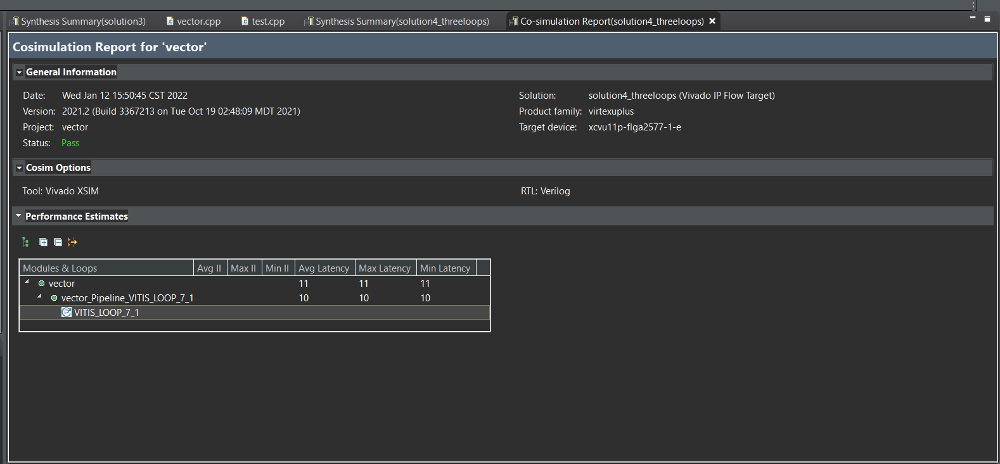 Synthesis Summary(solution3) vector.cpp test.cpp Synthesis Summary(solution4_threeloops) Co-simulation Report(solution4_threeloops)
Cosimulation Report for 'vector'
General Information
Date: Wed Jan 12 15:50:45 CST 2022 Solution: solution4_threeloops (Vivado IP Flow Target)
Version: 2021.2 (Build 3367213 on Tue Oct 19 02:48:09 MDT 2021) Product family: virtexuplus
Project: vector Target device: xcvu11p-flga2577-1-e
Status: Pass
Cosim Options
Tool: Vivado XSIM RTL: Verilog
Performance Estimates
Modules & Loops Avg II Max II Min II Avg Latency Max Latency Min Latency
vector 11 11 11
vector_Pipeline_VITIS_LOOP_7_1 10 10 10
VITIS_LOOP_7_1